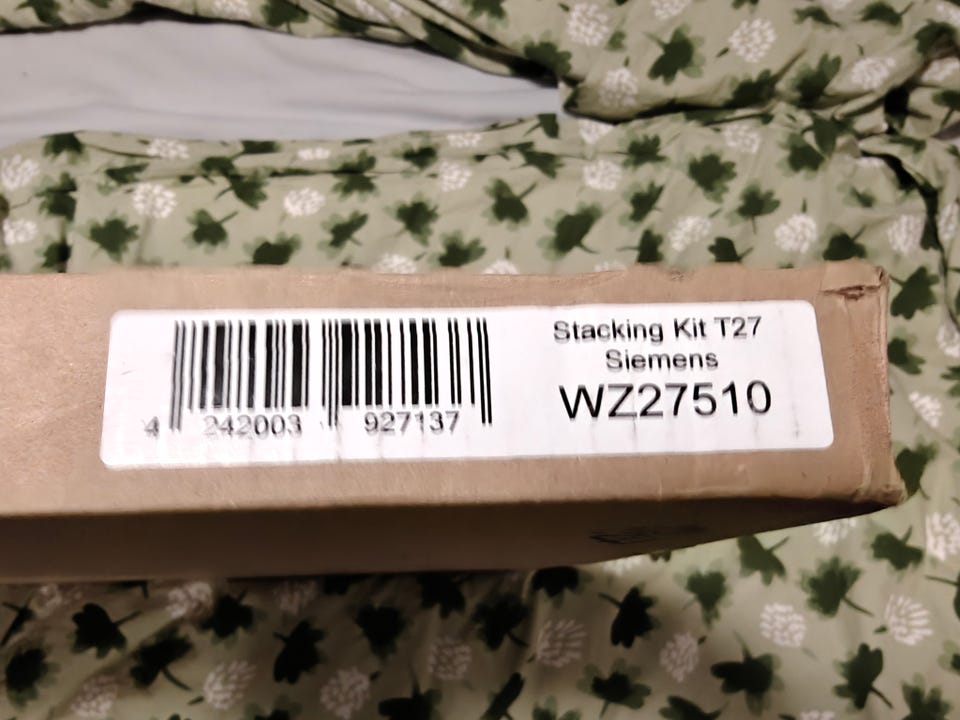 4 242003 927137
Stacking Kit T27
Siemens
WZ27510